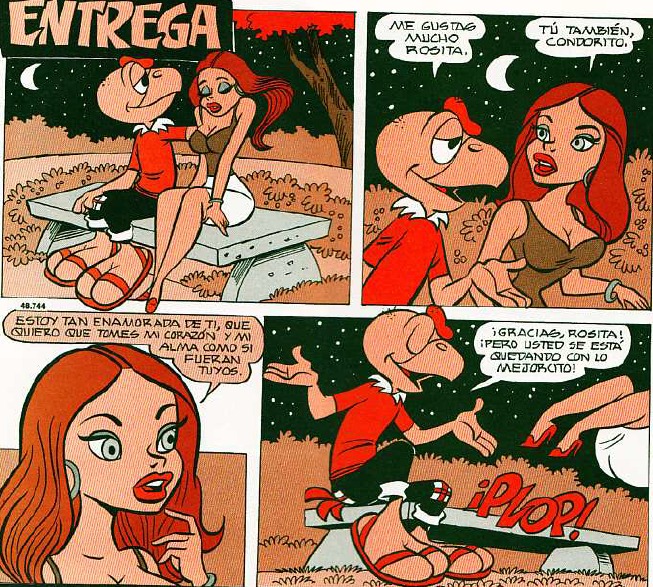 ENTREGA
ME GUSTAS
MUCHO
ROSITA.
TÚ TAMBIÉN,
CONDORITO.
48.744
ESTOY TAN ENAMORADA DE TI, QUE
QUIERO QUE TOMES MI CORAZÓN Y MI
ALMA COMO SI
FUERAN
TUYOS.
¡GRACIAS, ROSITA!
¡PERO USTED SE ESTÁ
QUEDANDO CON LO
MEJORCITO!
¡PLOP!